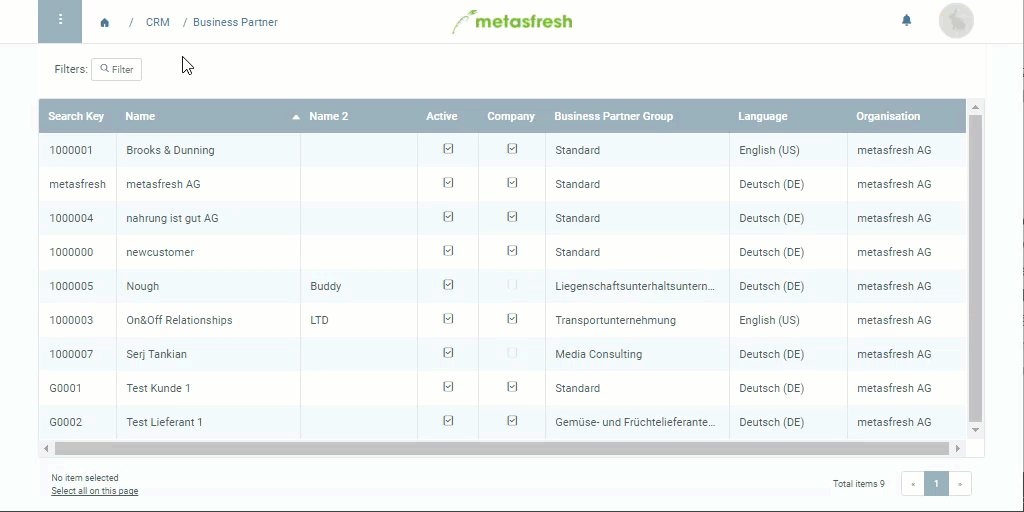 / CRM / Business Partner
metasfresh
Filters: Filter
Search Key Name Name 2 Active Company Business Partner Group Language Organisation
1000001 Brooks & Dunning Standard English (US) metasfresh AG
metasfresh metasfresh AG Standard Deutsch (DE) metasfresh AG
1000004 nahrung ist gut AG Standard Deutsch (DE) metasfresh AG
1000000 newcustomer Standard Deutsch (DE) metasfresh AG
1000005 Nough Buddy Liegenschaftsunterhaltsuntern... Deutsch (DE) metasfresh AG
1000003 On&Off Relationships LTD Transportunternehmung English (US) metasfresh AG
1000007 Serj Tankian Media Consulting Deutsch (DE) metasfresh AG
G0001 Test Kunde 1 Standard Deutsch (DE) metasfresh AG
G0002 Test Lieferant 1 Gemüse- und Früchtelieferante... Deutsch (DE) metasfresh AG
No item selected
Select all on this page
Total items 9 « 1 »